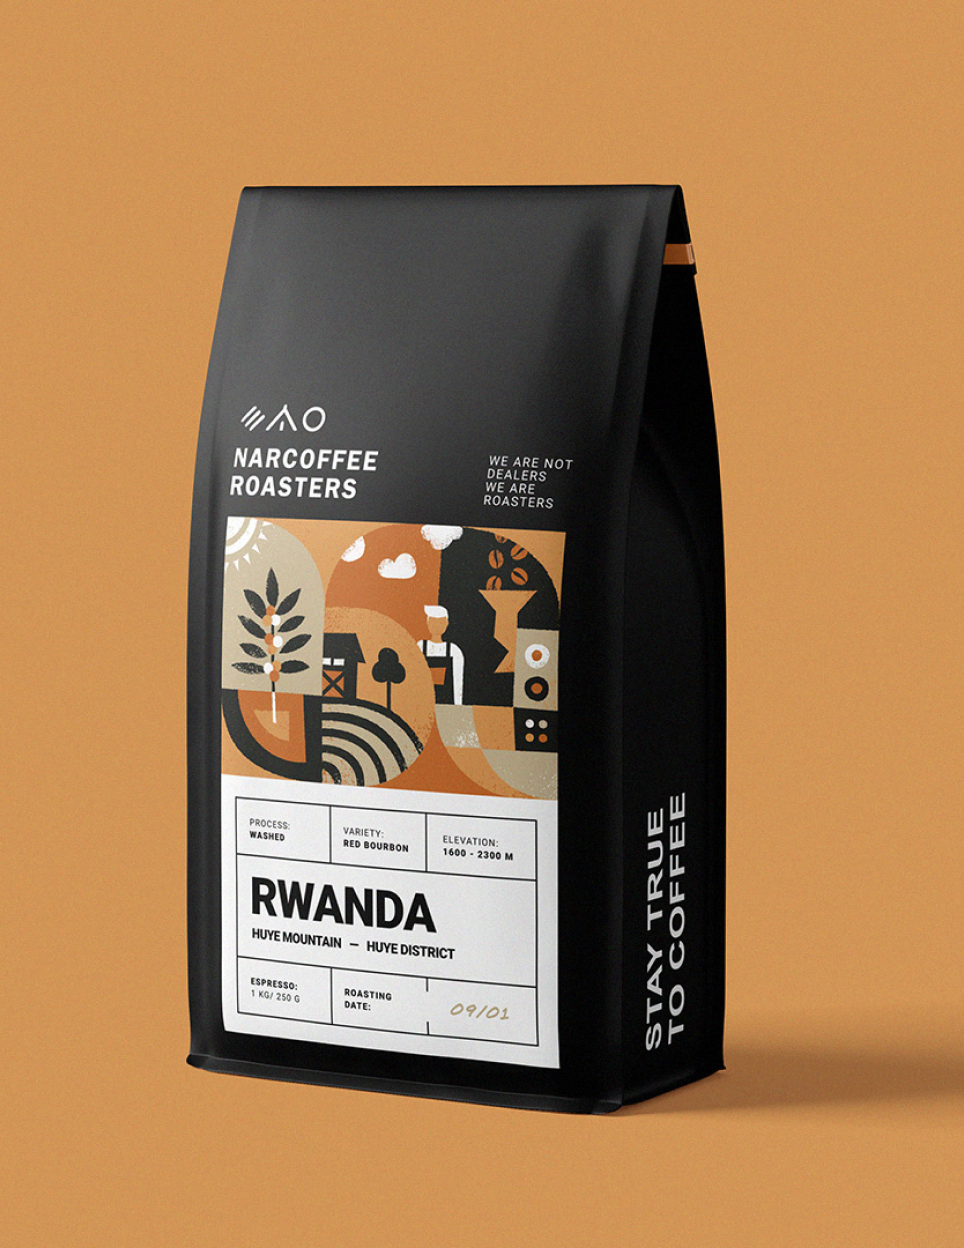 NARCOFFEE
ROASTERS
WE ARE NOT
DEALERS
WE ARE
ROASTERS
PROCESS:
WASHED
VARIETY:
RED BOURBON
ELEVATION:
1600 - 2300 M
RWANDA
HUYE MOUNTAIN — HUYE DISTRICT
ESPRESSO:
1 KG/ 250 G
ROASTING
DATE:
09/01
STAY TRUE
TO COFFEE